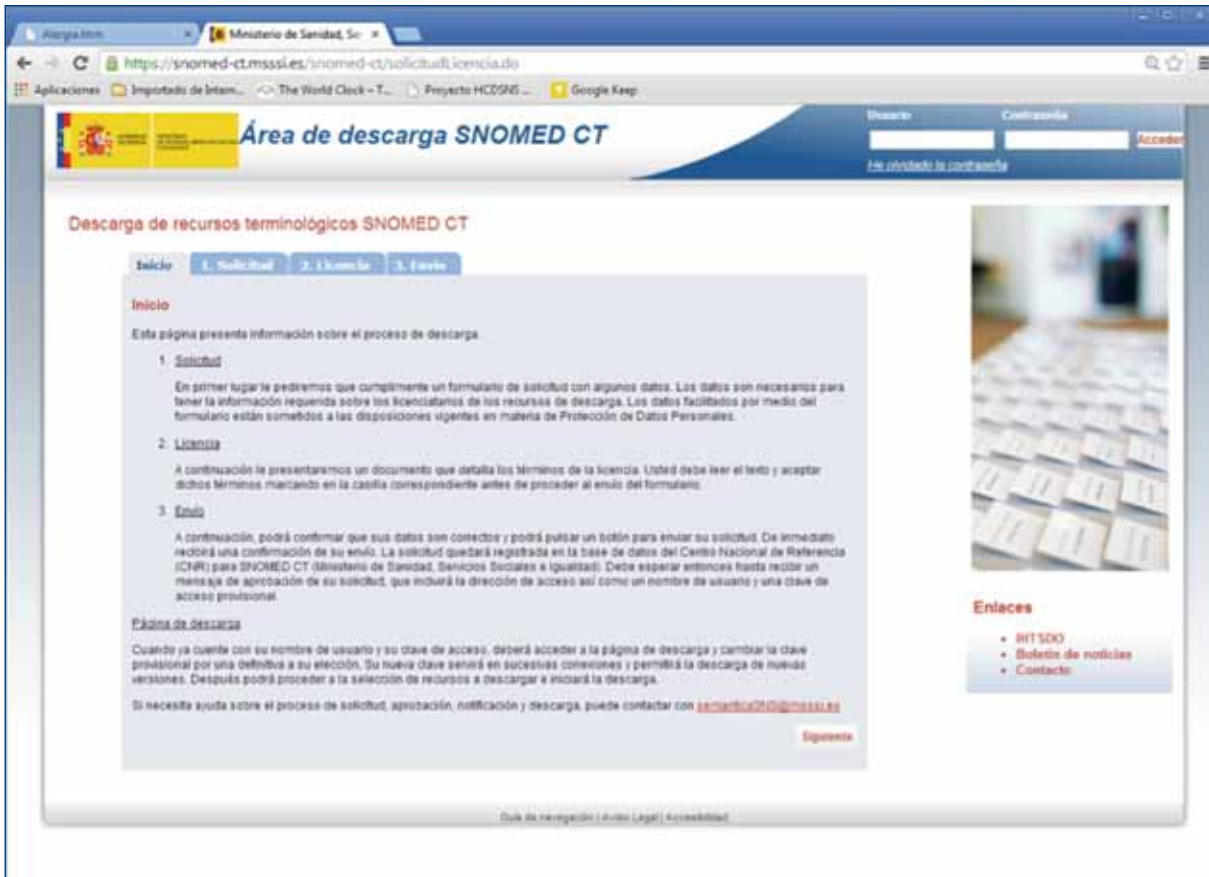 Alergia.htm
Ministerio de Sanidad, Se
https://snomed-ct.msssi.es/snomed-ct/solicitudLicencia.do
Aplicaciones Importado de Intern... The World Clock – T... Proyecto HCDSNS ... Google Keep
Área de descarga SNOMED CT
Usuario Contraseña
Acceder
He olvidado la contraseña
Descarga de recursos terminológicos SNOMED CT
Inicio 1. Solicitud 2. Licencia 3. Envío
Inicio
Esta página presenta información sobre el proceso de descarga.
1. Solicitud
En primer lugar le pediremos que cumplimente un formulario de solicitud con algunos datos. Los datos son necesarios para
tener la información requerida sobre los licenciatarios de los recursos de descarga. Los datos facilitados por medio del
formulario están sometidos a las disposiciones vigentes en materia de Protección de Datos Personales.
2. Licencia
A continuación le presentaremos un documento que detalla los términos de la licencia. Usted debe leer el texto y aceptar
dichos términos marcando en la casilla correspondiente antes de proceder al envío del formulario.
3. Envío
A continuación, podrá confirmar que sus datos son correctos y podrá pulsar un botón para enviar su solicitud. De inmediato
recibirá una confirmación de su envío. La solicitud quedará registrada en la base de datos del Centro Nacional de Referencia
(CNR) para SNOMED CT (Ministerio de Sanidad, Servicios Sociales e Igualdad). Debe esperar entonces hasta recibir un
mensaje de aprobación de su solicitud, que incluirá la dirección de acceso así como un nombre de usuario y una clave de
acceso provisional.
Página de descarga
Cuando ya cuente con su nombre de usuario y su clave de acceso, deberá acceder a la página de descarga y cambiar la clave
provisional por una definitiva a su elección. Su nueva clave servirá en sucesivas conexiones y permitirá la descarga de nuevas
versiones. Después podrá proceder a la selección de recursos a descargar e iniciará la descarga.
Si necesita ayuda sobre el proceso de solicitud, aprobación, notificación y descarga, puede contactar con semanticaSNS@msssi.es
Siguiente
Enlaces
IHTSDO
Boletín de noticias
Contacto
Guía de navegación | Aviso Legal | Accesibilidad